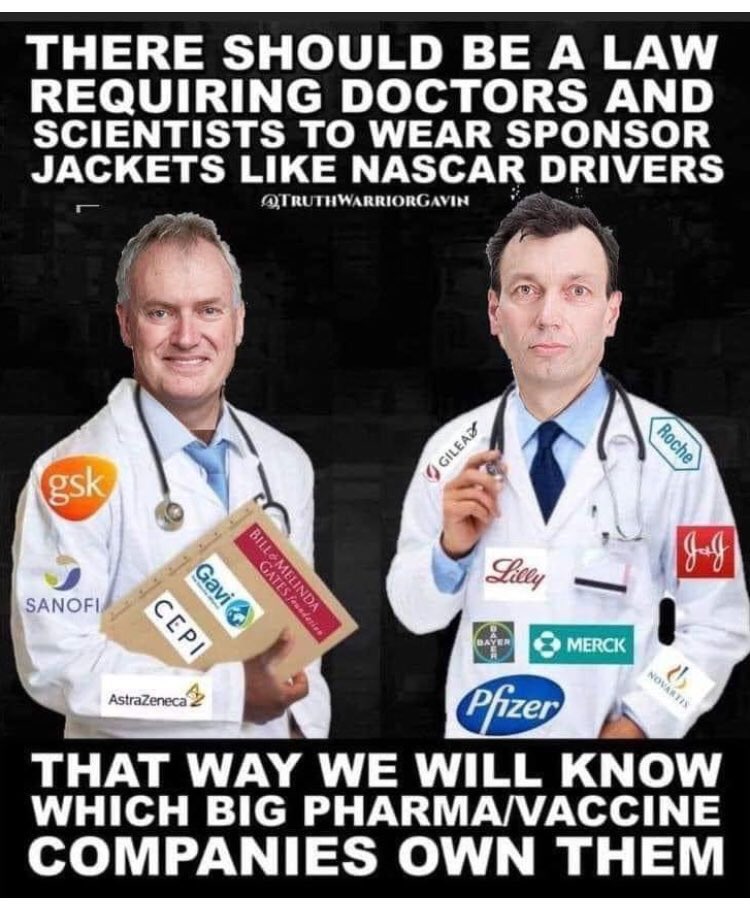 THERE SHOULD BE A LAW
REQUIRING DOCTORS AND
SCIENTISTS TO WEAR SPONSOR
JACKETS LIKE NASCAR DRIVERS
@TRUTHWARRIORGAVIN
gsk
SANOFI
BILL & MELINDA
GATES foundation
Gavi
CEPI
AstraZeneca
GILEAD
Roche
J&J
Lilly
BAYER
BAYER
MERCK
NOVARTIS
Pfizer
THAT WAY WE WILL KNOW
WHICH BIG PHARMA/VACCINE
COMPANIES OWN THEM